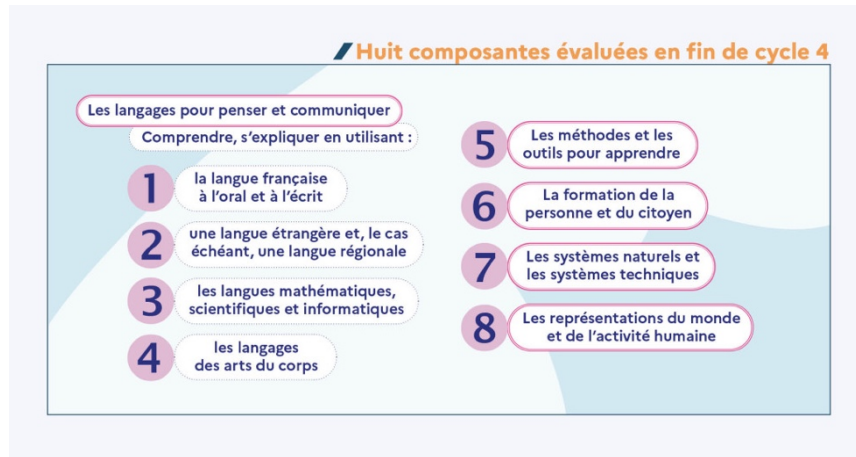 Huit composantes évaluées en fin de cycle 4
Les langages pour penser et communiquer
Comprendre, s'expliquer en utilisant :
1
la langue française
à l'oral et à l'écrit
2
une langue étrangère et, le cas
échéant, une langue régionale
3
les langues mathématiques,
scientifiques et informatiques
4
les langages
des arts du corps
5
Les méthodes et les
outils pour apprendre
6
La formation de la
personne et du citoyen
7
Les systèmes naturels et
les systèmes techniques
8
Les représentations du monde
et de l'activité humaine